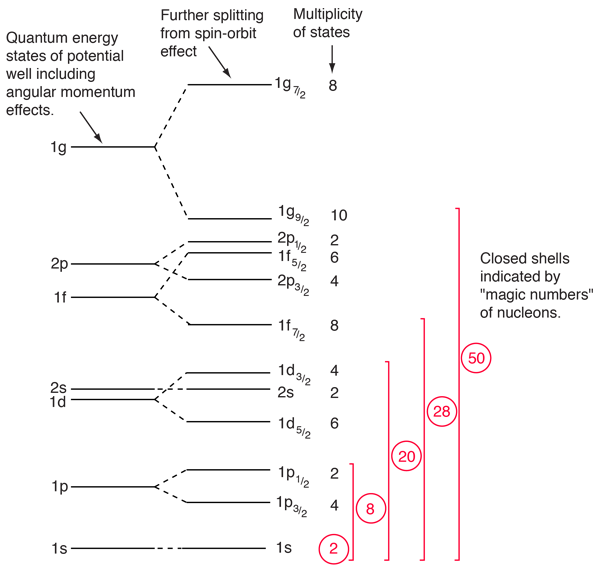 Quantum energy
states of potential
well including
angular momentum
effects.
Further splitting
from spin-orbit
effect
Multiplicity
of states
1g 1g7/2 8
1g9/2 10
2p 2p1/2 2
1f5/2 6
2p3/2 4
1f 1f7/2 8
1d3/2 4
2s 2s 2
1d 1d5/2 6
1p 1p1/2 2
1p3/2 4
1s 1s
2
8
20
28
50
Closed shells
indicated by
"magic numbers"
of nucleons.